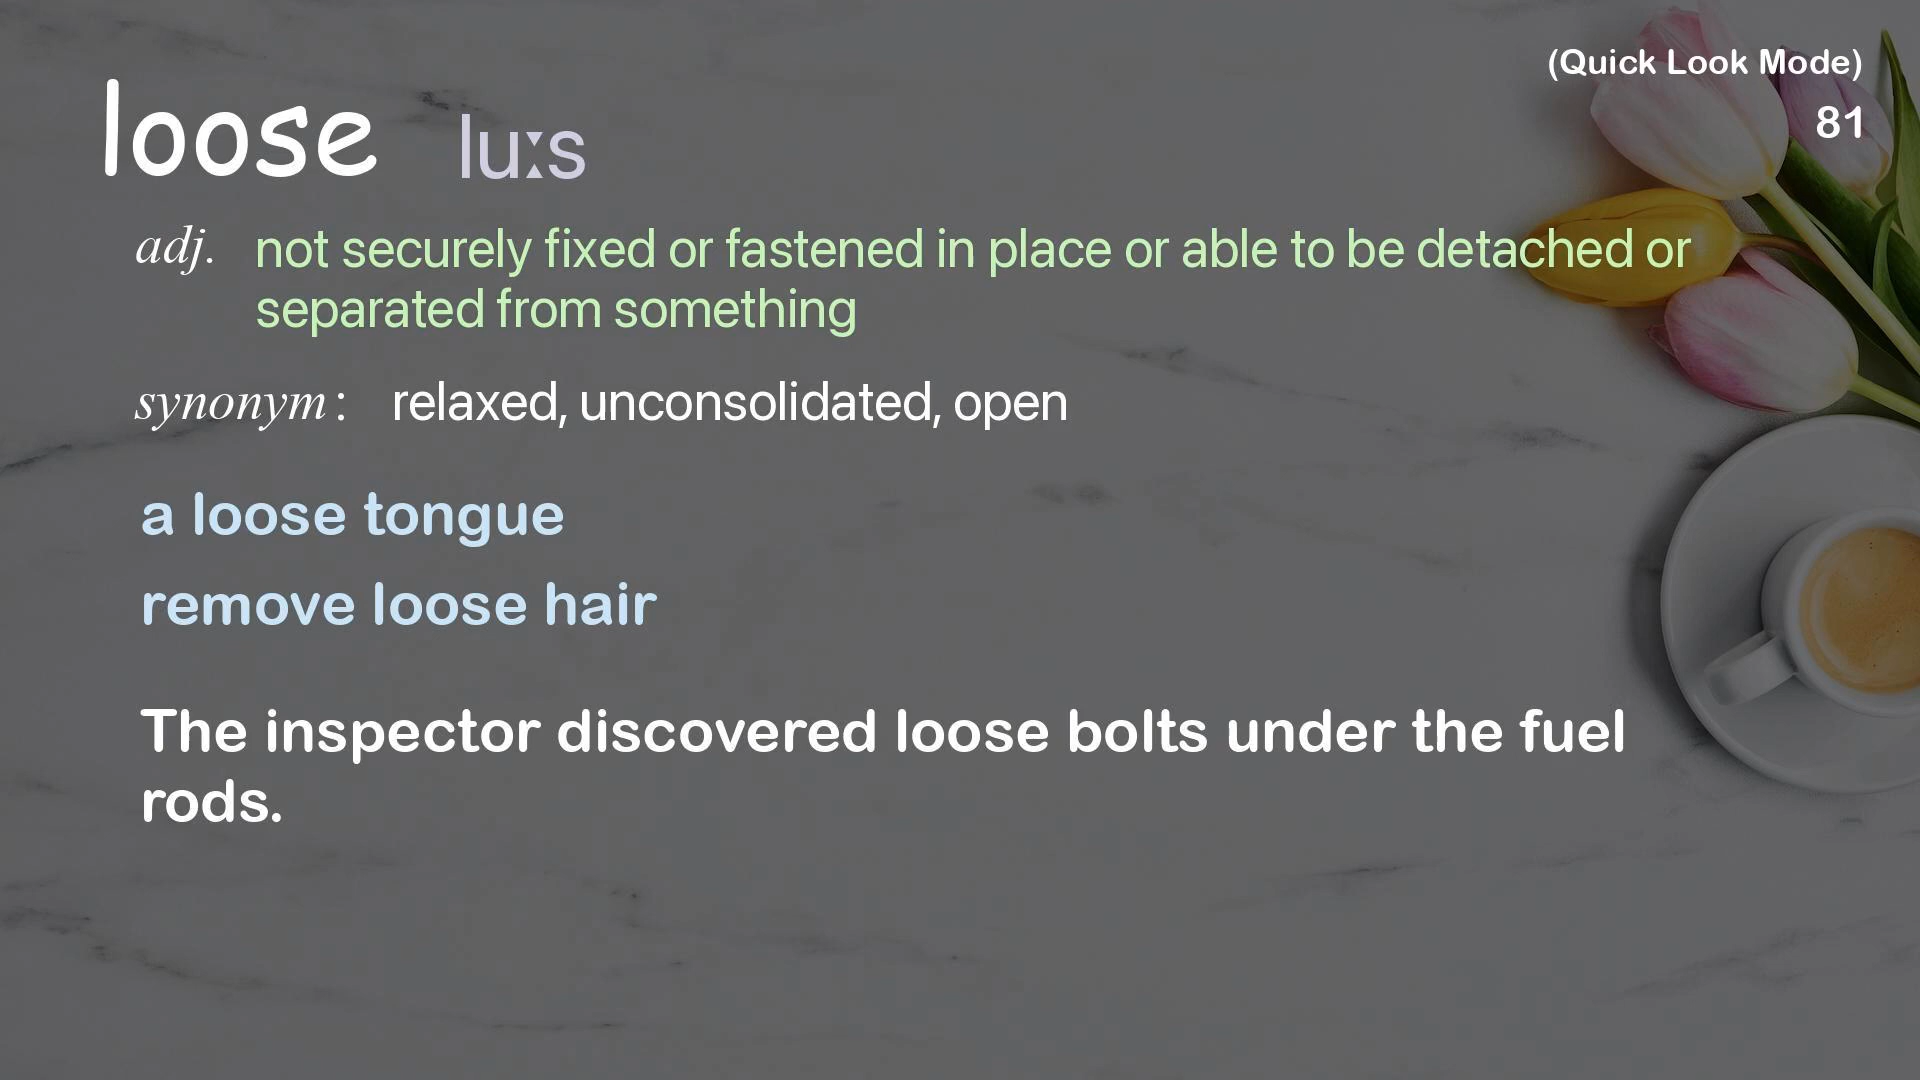 (Quick Look Mode)
81
loose luːs
adj. not securely fixed or fastened in place or able to be detached or
separated from something
synonym : relaxed, unconsolidated, open
a loose tongue
remove loose hair
The inspector discovered loose bolts under the fuel
rods.